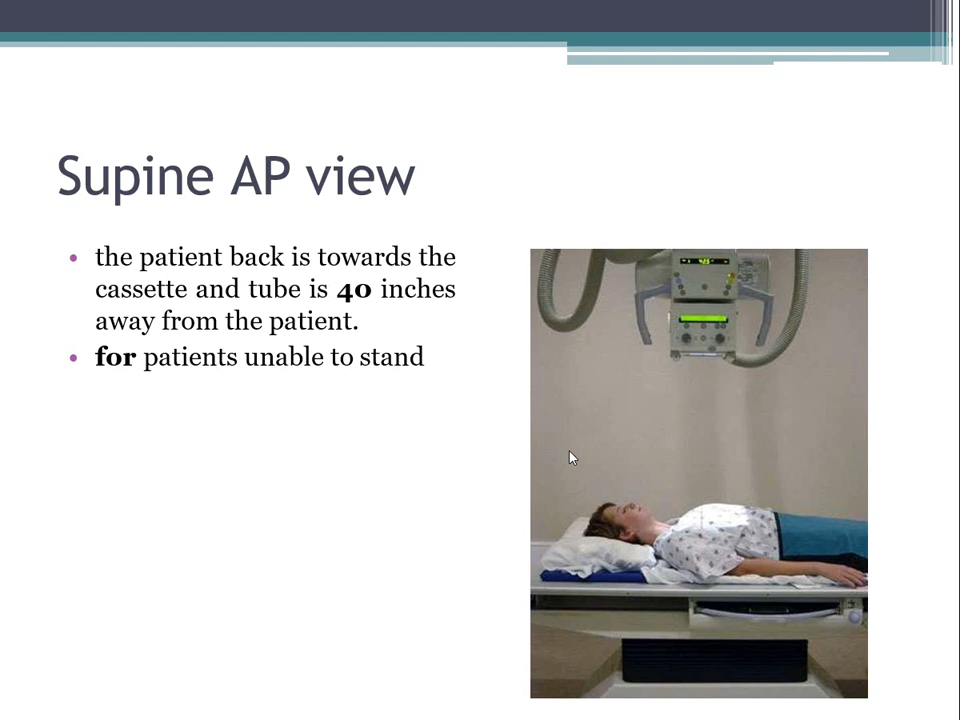 Supine AP view
• the patient back is towards the
cassette and tube is 40 inches
away from the patient.
• for patients unable to stand